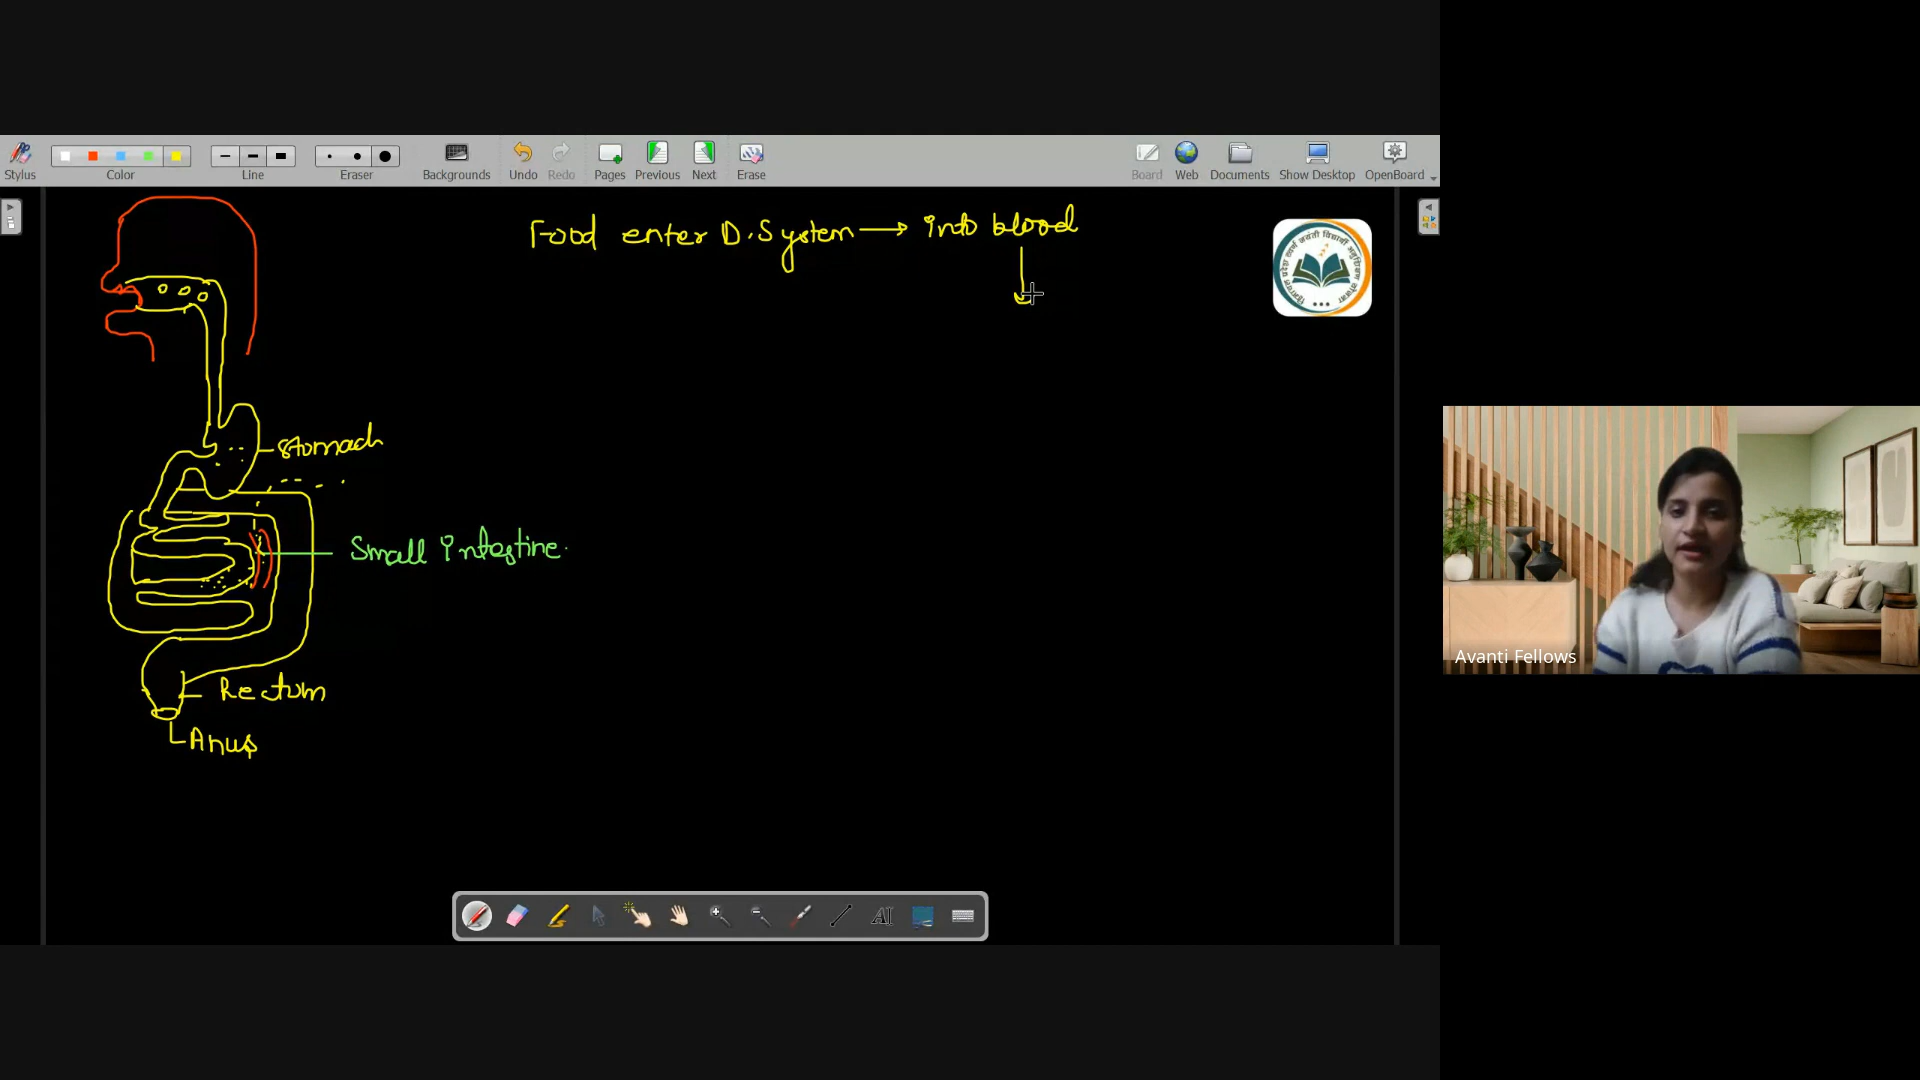 Stylus
Color
Line
Eraser
Backgrounds
Undo
Redo
Pages
Previous
Next
Erase
Board
Web
Documents
Show Desktop
OpenBoard
Food enter D.System → into blood
Stomach
Small intestine.
Rectum
Anus
Avanti Fellows